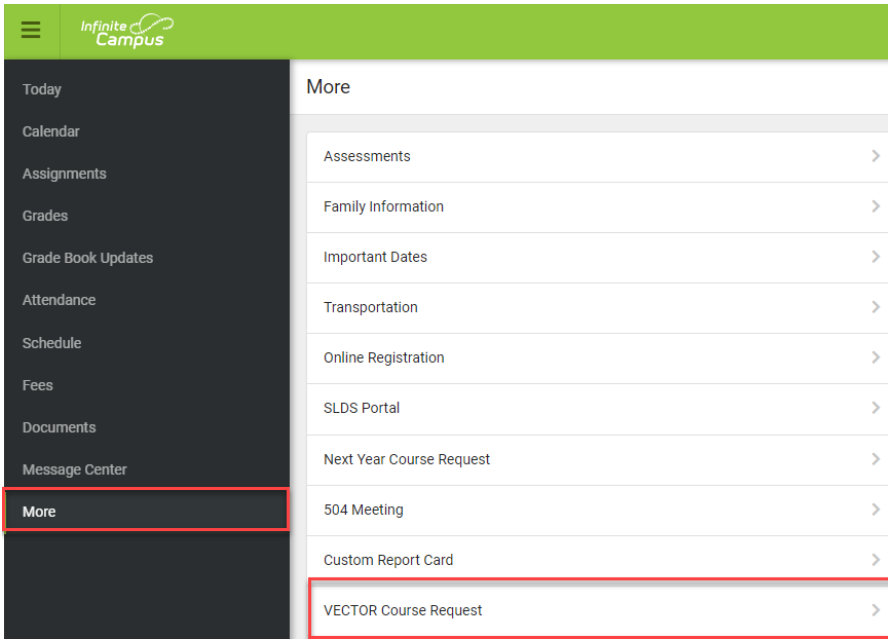 Infinite
Campus
Today
Calendar
Assignments
Grades
Grade Book Updates
Attendance
Schedule
Fees
Documents
Message Center
More
More
Assessments
Family Information
Important Dates
Transportation
Online Registration
SLDS Portal
Next Year Course Request
504 Meeting
Custom Report Card
VECTOR Course Request